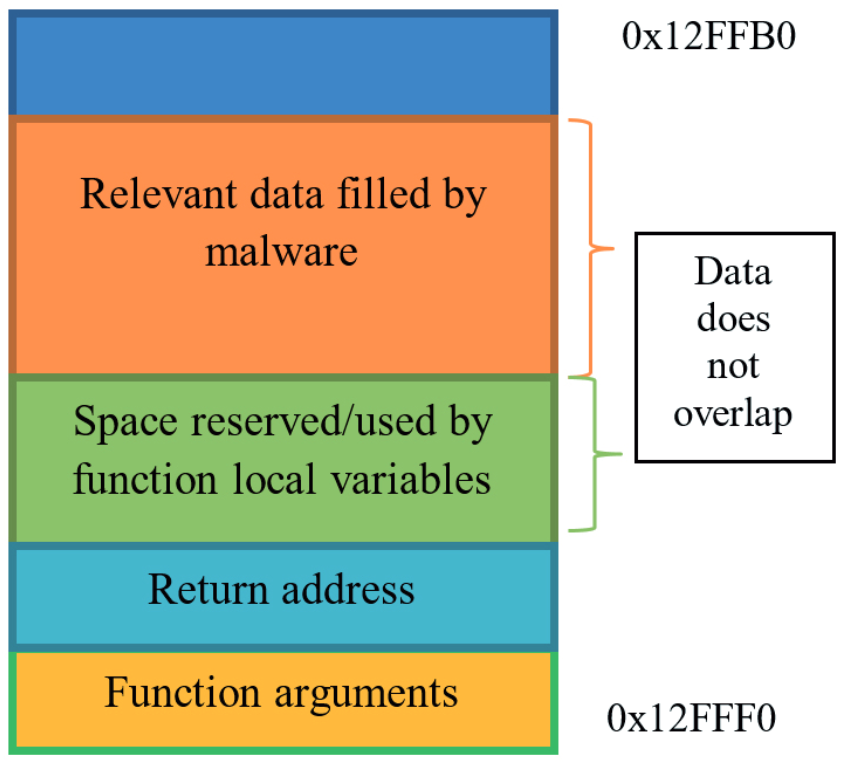 0x12FFB0
Relevant data filled by
malware
Data
does
not
overlap
Space reserved/used by
function local variables
Return address
Function arguments
0x12FFF0